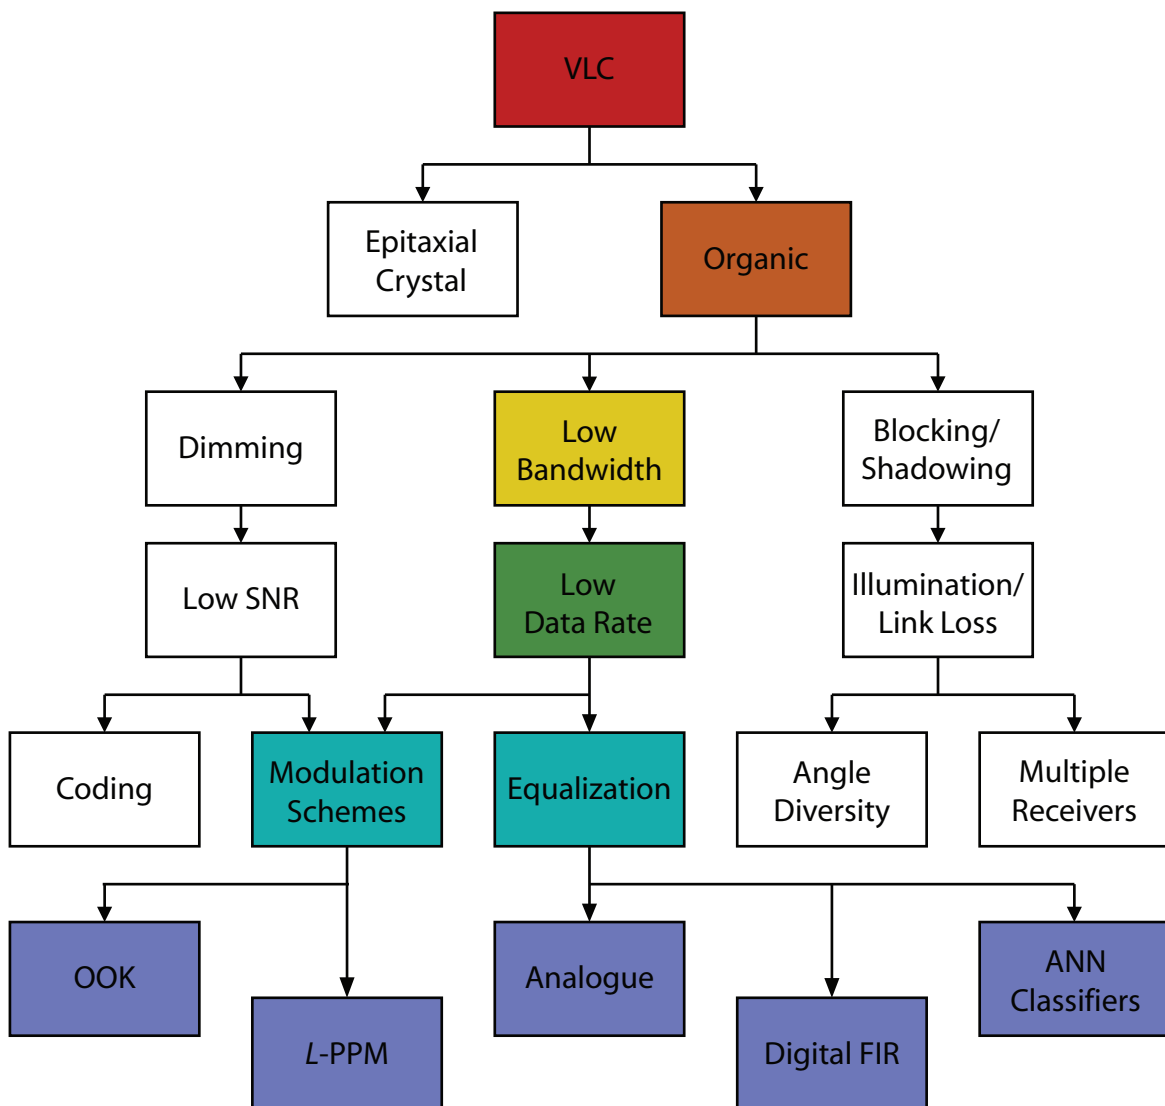 VLC
Epitaxial
Crystal
Organic
Dimming
Low
Bandwidth
Blocking/
Shadowing
Low SNR
Low
Data Rate
Illumination/
Link Loss
Coding
Modulation
Schemes
Equalization
Angle
Diversity
Multiple
Receivers
OOK
L-PPM
Analogue
Digital FIR
ANN
Classifiers